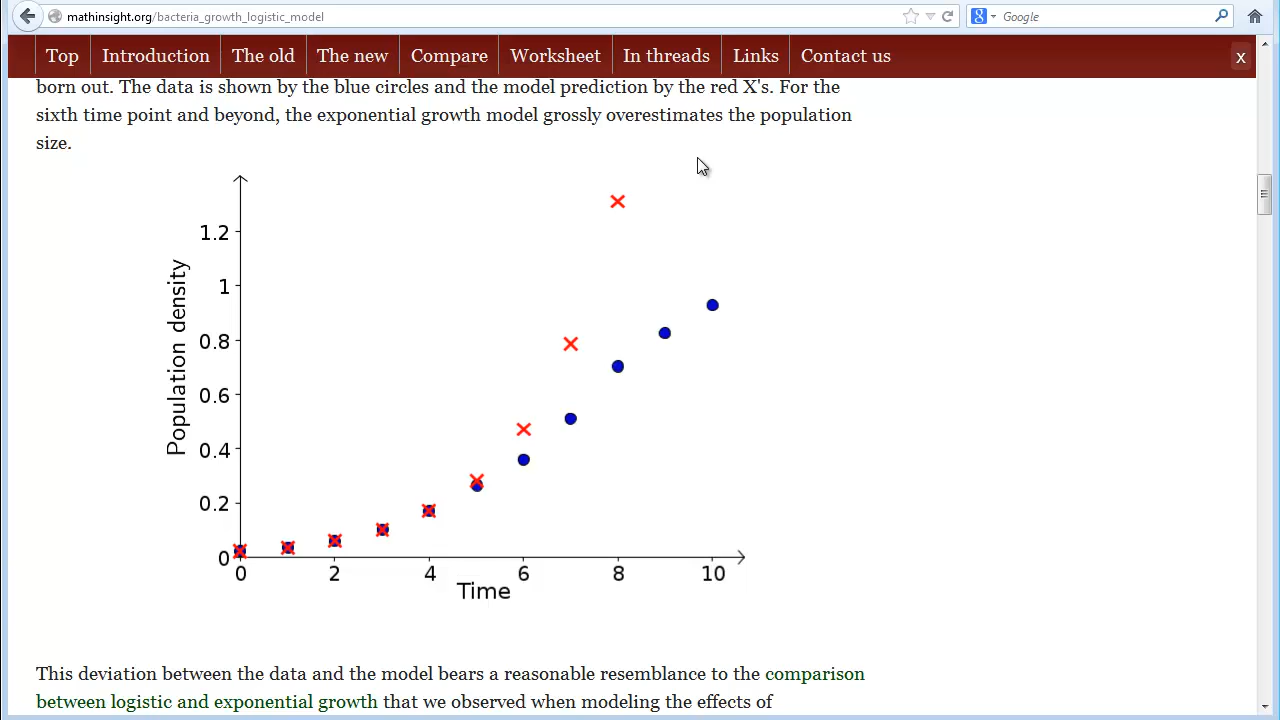 mathinsight.org/bacteria_growth_logistic_model
Google
Top Introduction The old The new Compare Worksheet In threads Links Contact us x
born out. The data is shown by the blue circles and the model prediction by the red X's. For the
sixth time point and beyond, the exponential growth model grossly overestimates the population
size.
Population density
1.2
1
0.8
0.6
0.4
0.2
0
0 2 4 6 8 10
Time
This deviation between the data and the model bears a reasonable resemblance to the comparison
between logistic and exponential growth that we observed when modeling the effects of